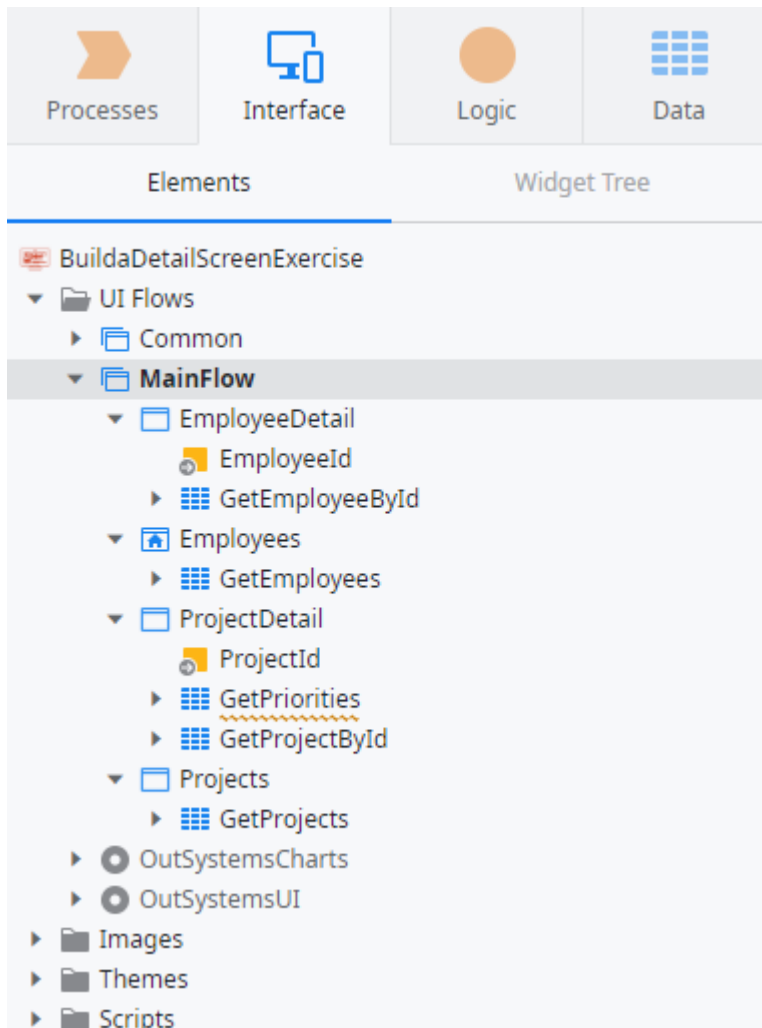 Processes Interface Logic Data
Elements Widget Tree
BuildaDetailScreenExercise
UI Flows
Common
MainFlow
EmployeeDetail
EmployeeId
GetEmployeeById
Employees
GetEmployees
ProjectDetail
ProjectId
GetPriorities
GetProjectById
Projects
GetProjects
OutSystemsCharts
OutSystemsUI
Images
Themes
Scripts